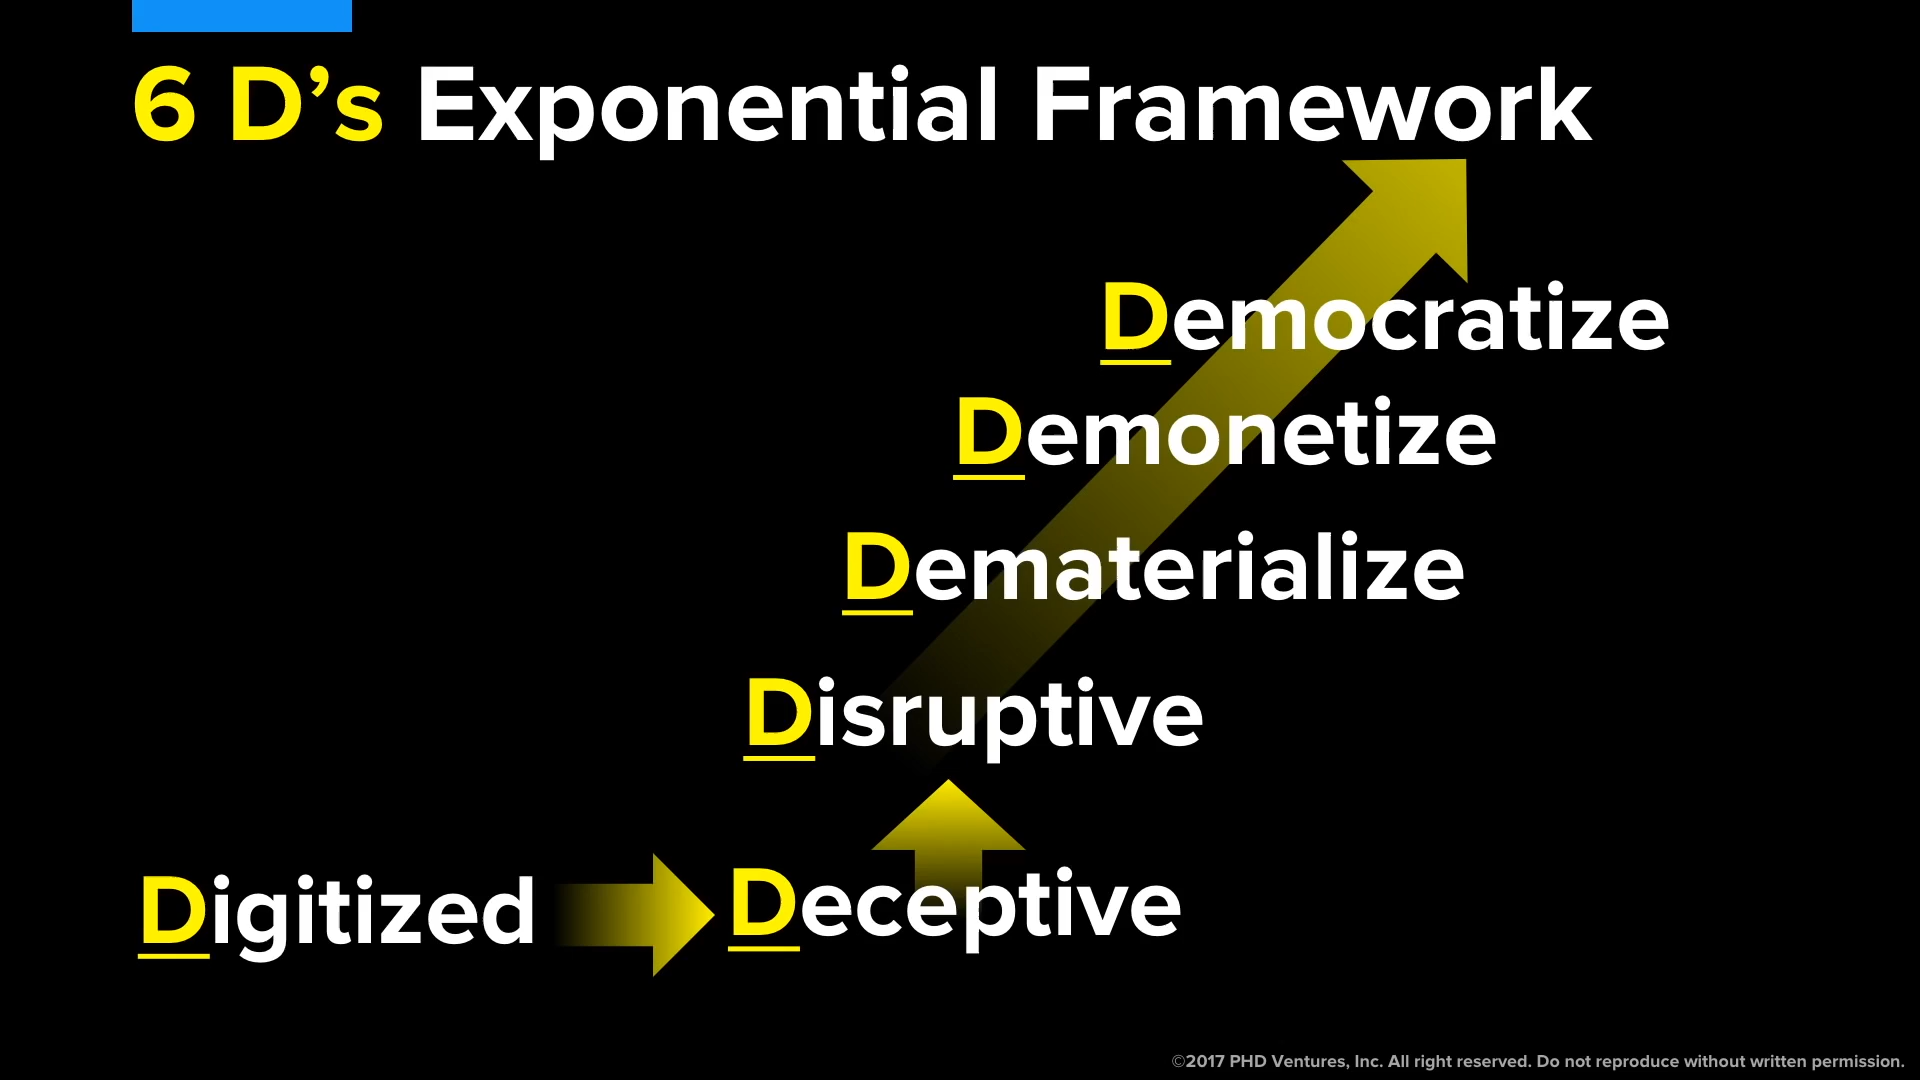 6 D’s Exponential Framework
Democratize
Demonetize
Dematerialize
Disruptive
Digitized
Deceptive
©2017 PHD Ventures, Inc. All right reserved. Do not reproduce without written permission.